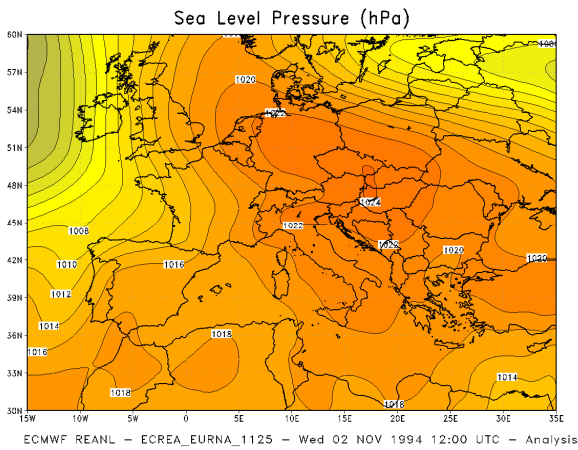 Sea Level Pressure (hPa)
60N
57N
1020
54N
1022
51N
48N
1024
45N
1008
1022
1022
1020
42N
1010
1016
1020
39N
1012
36N
1014
1018
1016
33N
1014
1018
1018
30N
15W 10W 5W 0 5E 10E 15E 20E 25E 30E 35E
ECMWF REANL – ECREA_EURNA_1125 – Wed 02 NOV 1994 12:00 UTC – Analysis